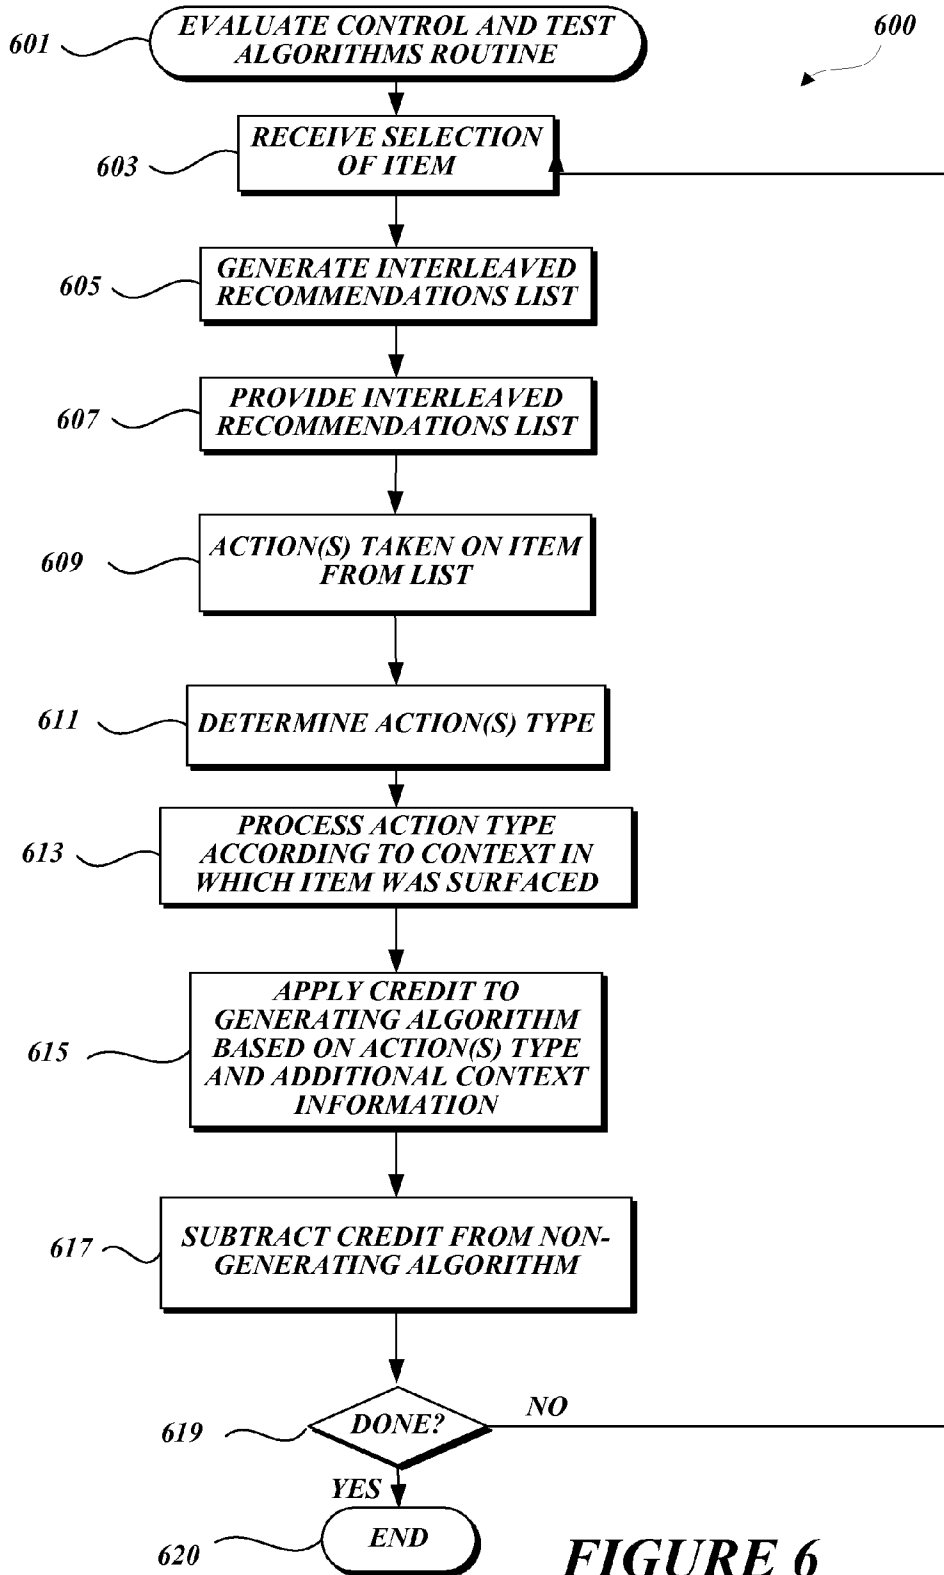 601
EVALUATE CONTROL AND TEST
ALGORITHMS ROUTINE
600
603
RECEIVE SELECTION
OF ITEM
605
GENERATE INTERLEAVED
RECOMMENDATIONS LIST
607
PROVIDE INTERLEAVED
RECOMMENDATIONS LIST
609
ACTION(S) TAKEN ON ITEM
FROM LIST
611
DETERMINE ACTION(S) TYPE
613
PROCESS ACTION TYPE
ACCORDING TO CONTEXT IN
WHICH ITEM WAS SURFACED
615
APPLY CREDIT TO
GENERATING ALGORITHM
BASED ON ACTION(S) TYPE
AND ADDITIONAL CONTEXT
INFORMATION
617
SUBTRACT CREDIT FROM NON-
GENERATING ALGORITHM
619
DONE?
NO
YES
620
END
FIGURE 6